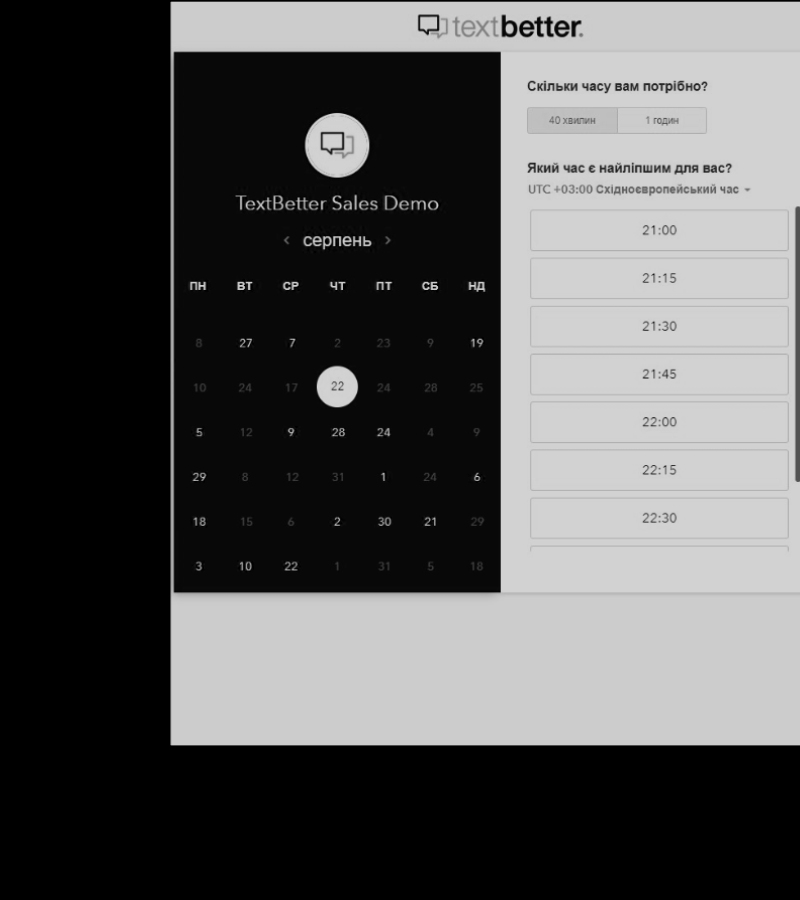 textbetter.
TextBetter Sales Demo
‹ серпень ›
ПН ВТ СР ЧТ ПТ СБ НД
8 27 7 2 23 9 19
10 24 17 22 24 28 25
5 12 9 28 24 4 9
29 8 12 31 1 24 6
18 15 6 2 30 21 29
3 10 22 1 31 5 18
Скільки часу вам потрібно?
40 хвилин 1 годин
Який час є найліпшим для вас?
UTC +03:00 Східноєвропейський час
21:00
21:15
21:30
21:45
22:00
22:15
22:30